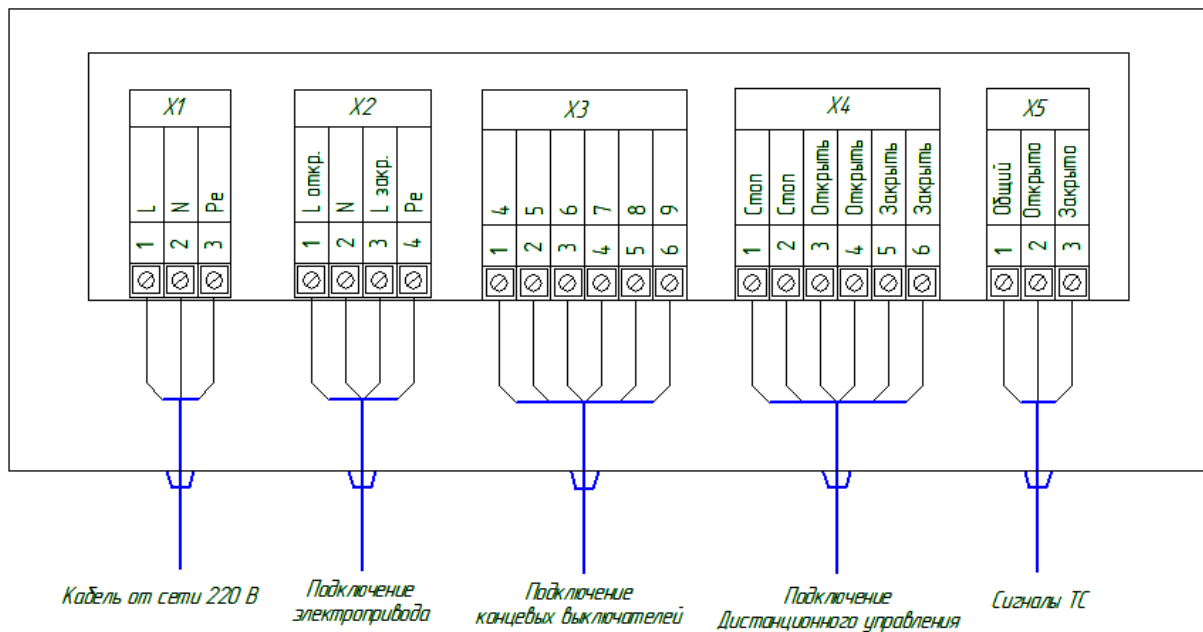 X1
L
N
Pe
1
2
3
X2
L откр.
N
L закр.
Pe
1
2
3
4
X3
4
5
6
7
8
9
1
2
3
4
5
6
X4
Стоп
Стоп
Открыть
Открыть
Закрыть
Закрыть
1
2
3
4
5
6
X5
Общий
Открыто
Закрыто
1
2
3
Кабель от сети 220 В
Подключение
электропривода
Подключение
концевых выключателей
Подключение
Дистанционного управления
Сигналы ТС